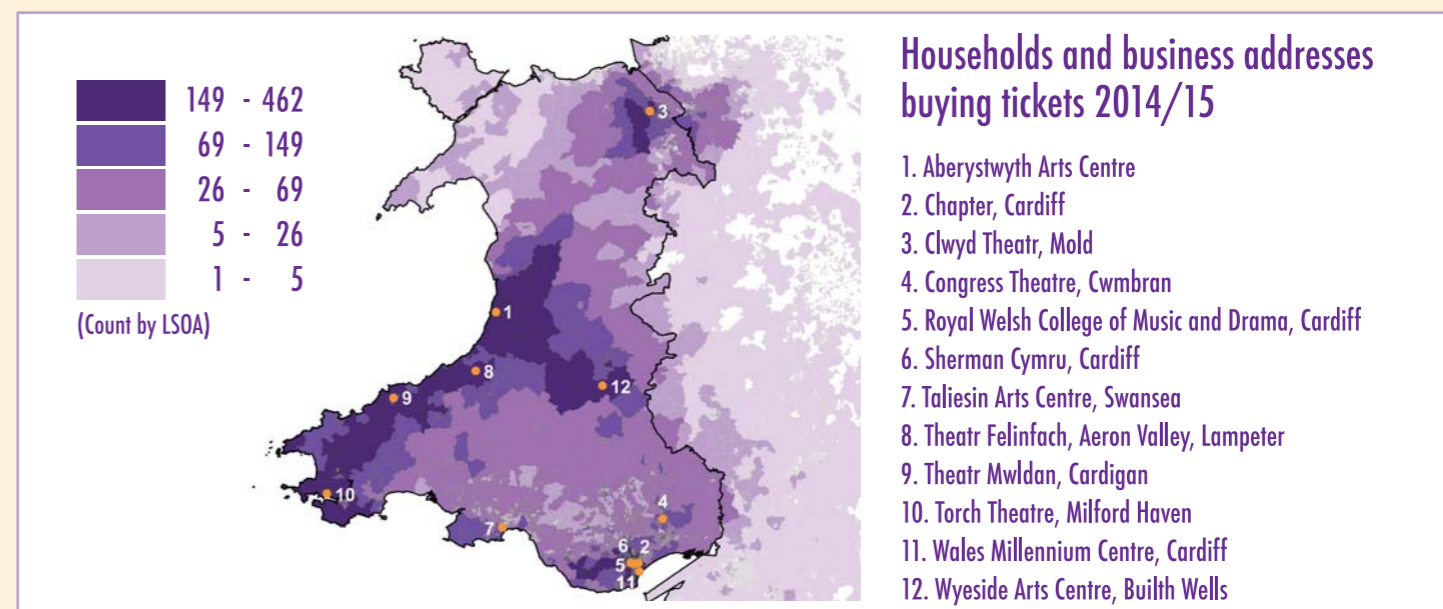 149 - 462
69 - 149
26 - 69
5 - 26
1 - 5
(Count by LSOA)
3
1
8
12
9
10
7
4
6 2
5
11
Households and business addresses
buying tickets 2014/15
1. Aberystwyth Arts Centre
2. Chapter, Cardiff
3. Clwyd Theatr, Mold
4. Congress Theatre, Cwmbran
5. Royal Welsh College of Music and Drama, Cardiff
6. Sherman Cymru, Cardiff
7. Taliesin Arts Centre, Swansea
8. Theatr Felinfach, Aeron Valley, Lampeter
9. Theatr Mwldan, Cardigan
10. Torch Theatre, Milford Haven
11. Wales Millennium Centre, Cardiff
12. Wyeside Arts Centre, Builth Wells